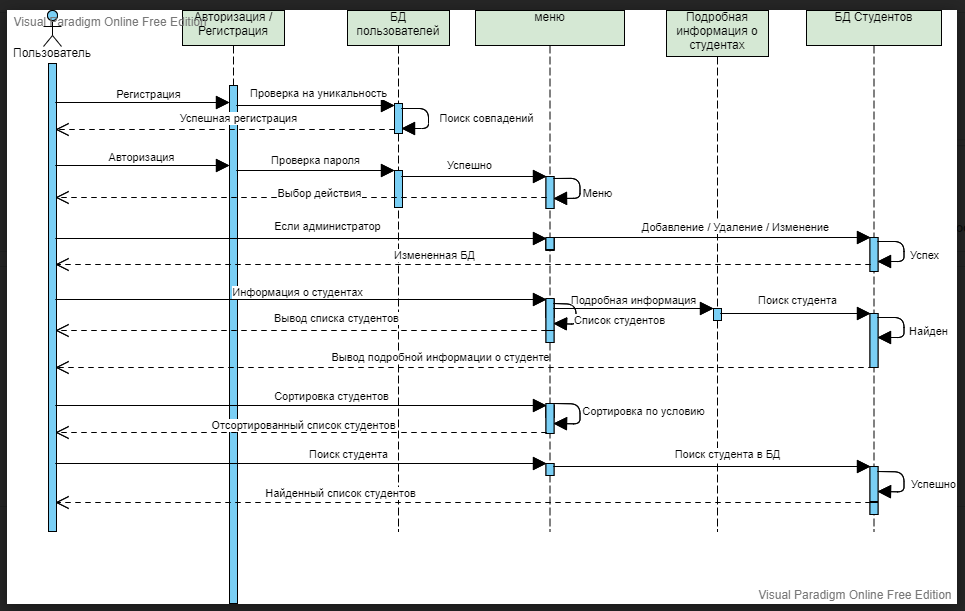 Visual Paradigm Online Free Edition
Авторизация /
Регистрация
БД
пользователей
меню
Подробная
информация о
студентах
БД Студентов
Пользователь
Регистрация
Проверка на уникальность
Успешная регистрация
Поиск совпадений
Авторизация
Проверка пароля
Успешно
Выбор действия
Меню
Если администратор
Добавление / Удаление / Изменение
Измененная БД
Успех
Информация о студентах
Подробная информация
Поиск студента
Вывод списка студентов
Список студентов
Найден
Вывод подробной информации о студенте
Сортировка студентов
Сортировка по условию
Отсортированный список студентов
Поиск студента
Поиск студента в БД
Успешно
Найденный список студентов
Visual Paradigm Online Free Edition